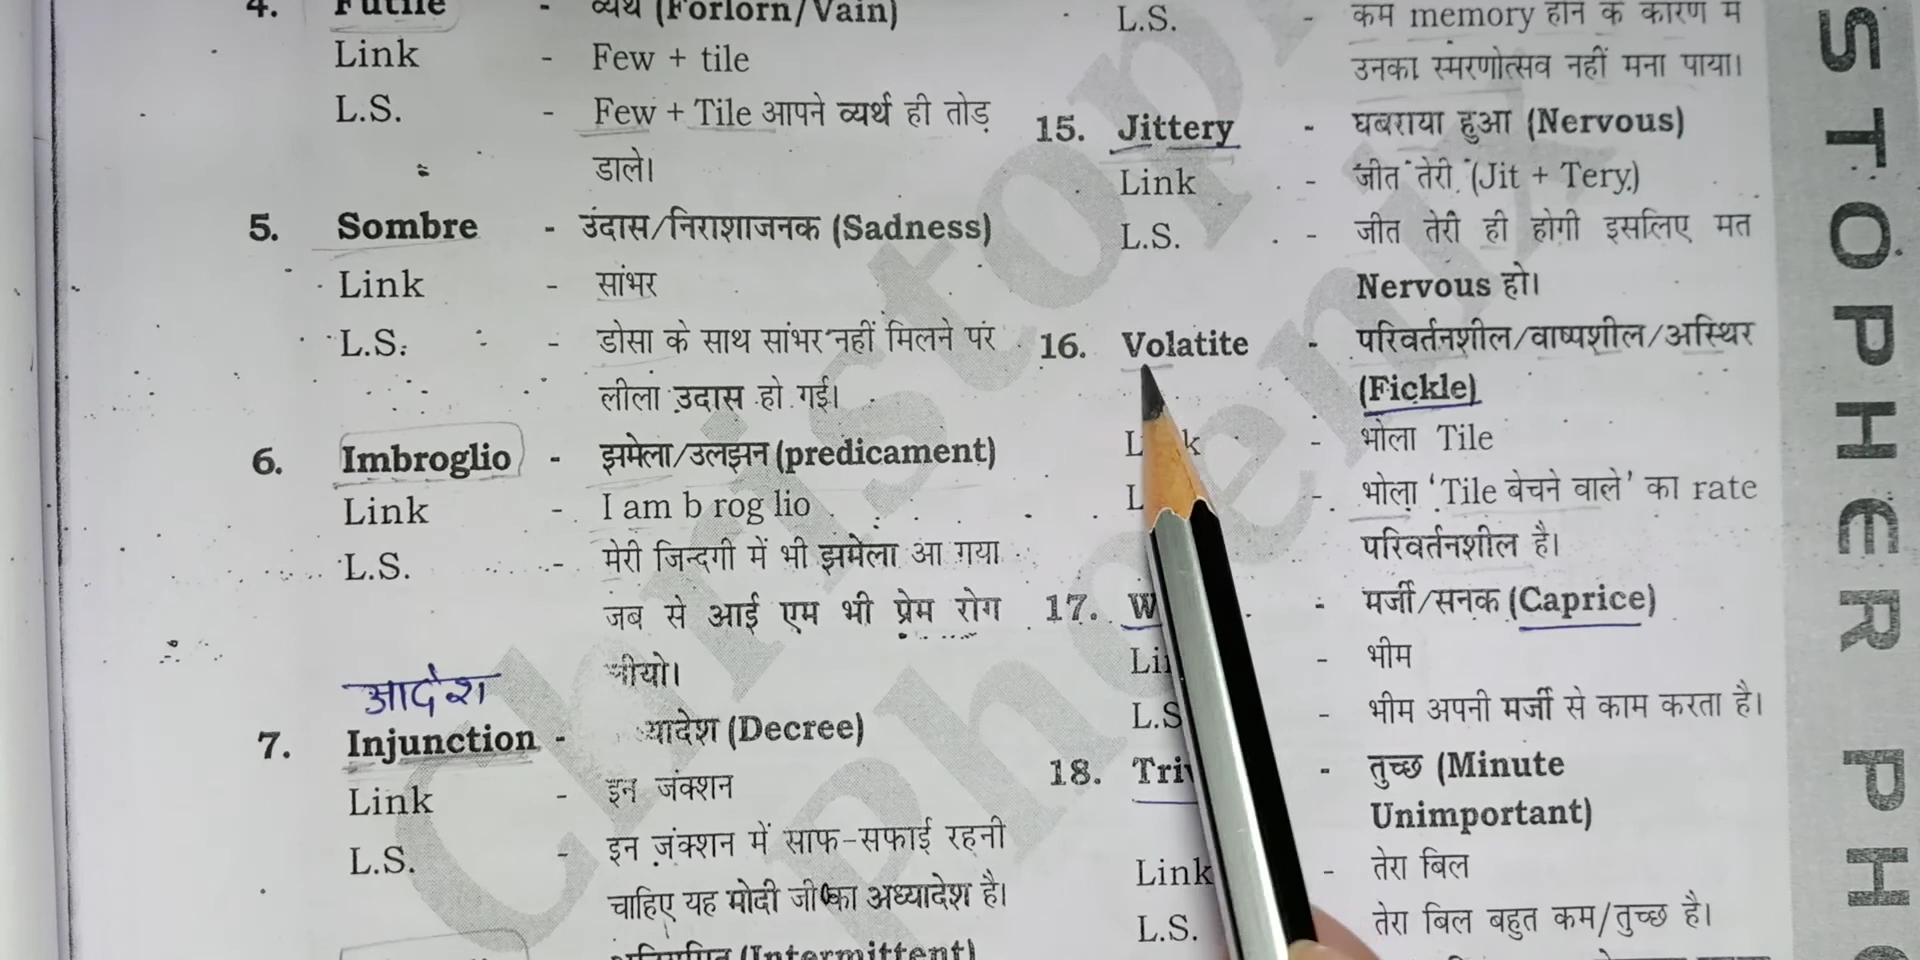 4. Futile - व्यर्थ (Forlorn/Vain)
Link - Few + tile
L.S. - Few + Tile आपने व्यर्थ ही तोड़
डाले।
5. Sombre - उदास/निराशाजनक (Sadness)
Link - सांभर
L.S. - डोसा के साथ सांभर नहीं मिलने पर
लीला उदास हो गई।
6. Imbroglio - झमेला/उलझन (predicament)
Link - I am b rog lio
L.S. - मेरी जिन्दगी में भी झमेला आ गया
जब से आई एम भी प्रेम रोग
आदेश
7. Injunction - (Decree)
Link - इन जंक्शन
L.S. - इन जंक्शन में साफ-सफाई रहनी
चाहिए यह मोदी जी का अध्यादेश है।
(Intermittent)
L.S. - कम memory होने के कारण मैं
उनका स्मरणोत्सव नहीं मना पाया।
15. Jittery - घबराया हुआ (Nervous)
Link - जीत तेरी (Jit + Tery)
L.S. - जीत तेरी ही होगी इसलिए मत
Nervous हो।
16. Volatite - परिवर्तनशील/वाष्पशील/अस्थिर
(Fickle)
- भोला Tile
- भोला ‘Tile बेचने वाले’ का rate
परिवर्तनशील है।
17. - मर्जी/सनक (Caprice)
- भीम
L.S - भीम अपनी मर्जी से काम करता है।
18. - तुच्छ (Minute
Unimportant)
Link - तेरा बिल
L.S. - तेरा बिल बहुत कम/तुच्छ है।
STOPHER PHO
Christop
Phoenix